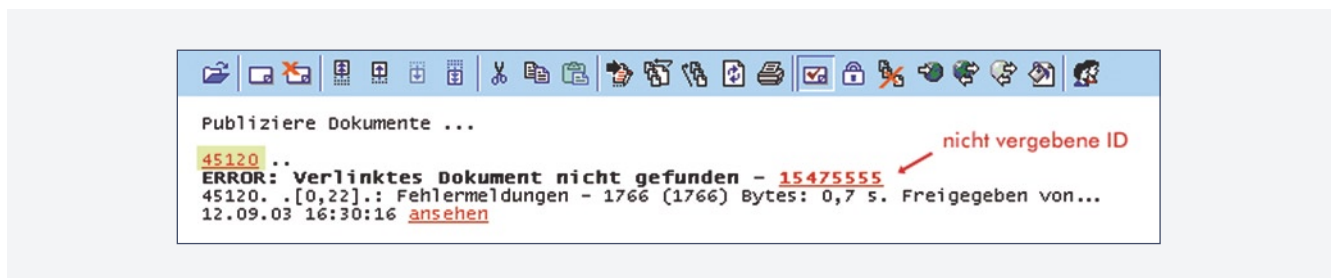 Publiziere Dokumente ...
nicht vergebene ID
45120 ..
ERROR: Verlinktes Dokument nicht gefunden - 15475555
45120. .[0,22].: Fehlermeldungen - 1766 (1766) Bytes: 0,7 s. Freigegeben von...
12.09.03 16:30:16 ansehen